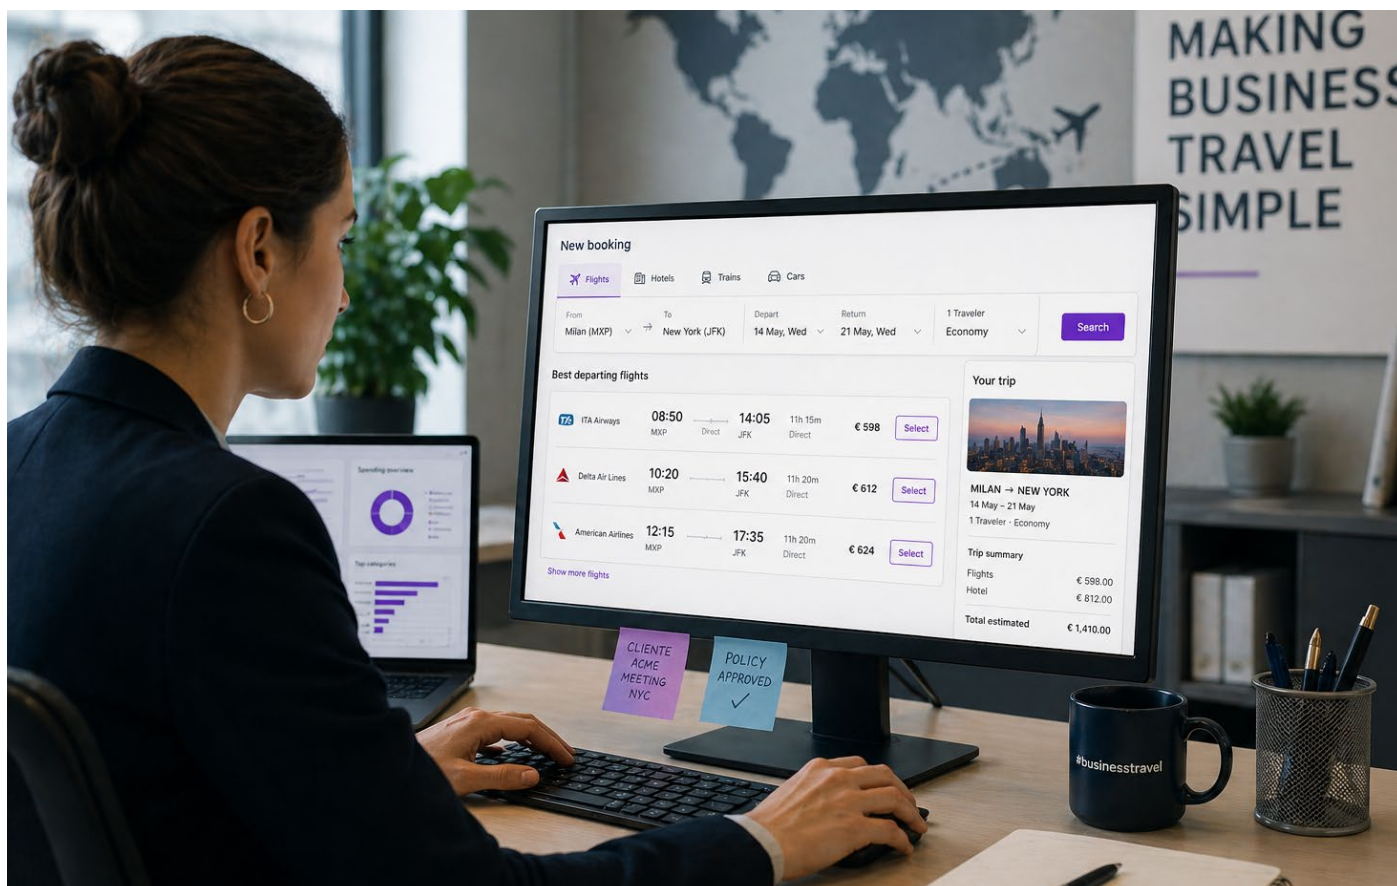 MAKING
BUSINESS
TRAVEL
SIMPLE
New booking
Flights
Hotels
Trains
Cars
From
Milan (MXP)
→
To
New York (JFK)
Depart
14 May, Wed
Return
21 May, Wed
1 Traveler
Economy
Search
Best departing flights
ITA Airways
08:50
MXP
Direct
14:05
JFK
11h 15m
Direct
€ 598
Select
Delta Air Lines
10:20
MXP
15:40
JFK
11h 20m
Direct
€ 612
Select
American Airlines
12:15
MXP
17:35
JFK
11h 20m
Direct
€ 624
Select
Show more flights
Your trip
MILAN → NEW YORK
14 May – 21 May
1 Traveler · Economy
Trip summary
Flights € 598.00
Hotel € 812.00
Total estimated € 1,410.00
Spending overview
Top categories
CLIENTE
ACME
MEETING
NYC
POLICY
APPROVED
✓
#businesstravel